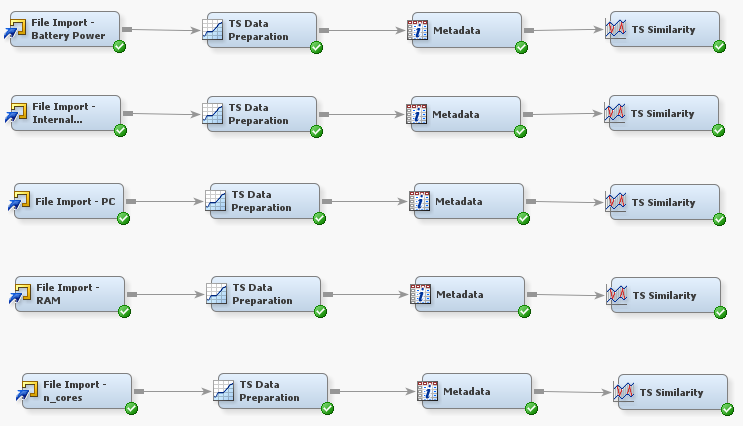 File Import -
Battery Power
TS Data
Preparation
Metadata
TS Similarity
File Import -
Internal...
TS Data
Preparation
Metadata
TS Similarity
File Import - PC
TS Data
Preparation
Metadata
TS Similarity
File Import -
RAM
TS Data
Preparation
Metadata
TS Similarity
File Import -
n_cores
TS Data
Preparation
Metadata
TS Similarity